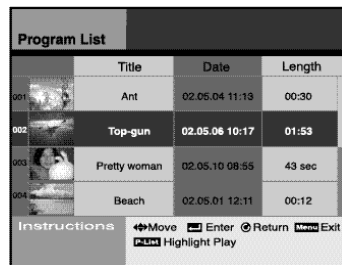 Program List
Title Date Length
001 Ant 02.05.04 11:13 00:30
002 Top-gun 02.05.06 10:17 01:53
003 Pretty woman 02.05.10 08:55 43 sec
004 Beach 02.05.01 12:11 00:12
Instructions Move Enter Return Menu Exit
P-List Highlight Play